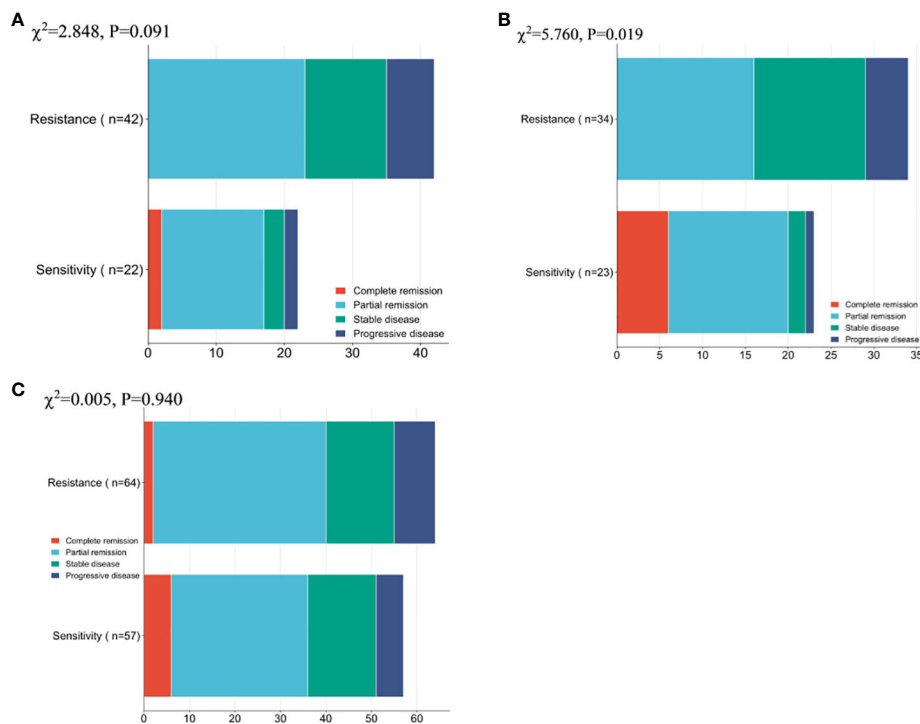 A
χ²=2.848, P=0.091
Resistance ( n=42)
Sensitivity ( n=22)
Complete remission
Partial remission
Stable disease
Progressive disease
0 10 20 30 40
B
χ²=5.760, P=0.019
Resistance ( n=34)
Sensitivity ( n=23)
Complete remission
Partial remission
Stable disease
Progressive disease
0 5 10 15 20 25 30 35
C
χ²=0.005, P=0.940
Resistance ( n=64)
Complete remission
Partial remission
Stable disease
Progressive disease
Sensitivity ( n=57)
0 10 20 30 40 50 60